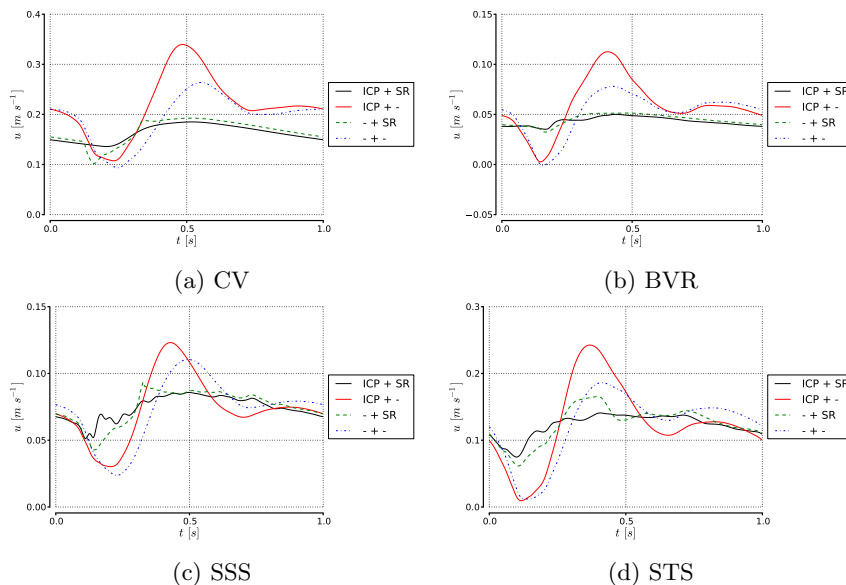 0.4
0.3
0.2
0.1
0.0
u [m s⁻¹]
0.0 0.5 1.0
t [s]
ICP + SR
ICP + -
- + SR
- + -
(a) CV
0.15
0.10
0.05
0.00
−0.05
u [m s⁻¹]
0.0 0.5 1.0
t [s]
ICP + SR
ICP + -
- + SR
- + -
(b) BVR
0.15
0.10
0.05
0.00
u [m s⁻¹]
0.0 0.5 1.0
t [s]
ICP + SR
ICP + -
- + SR
- + -
(c) SSS
0.3
0.2
0.1
0.0
u [m s⁻¹]
0.0 0.5 1.0
t [s]
ICP + SR
ICP + -
- + SR
- + -
(d) STS